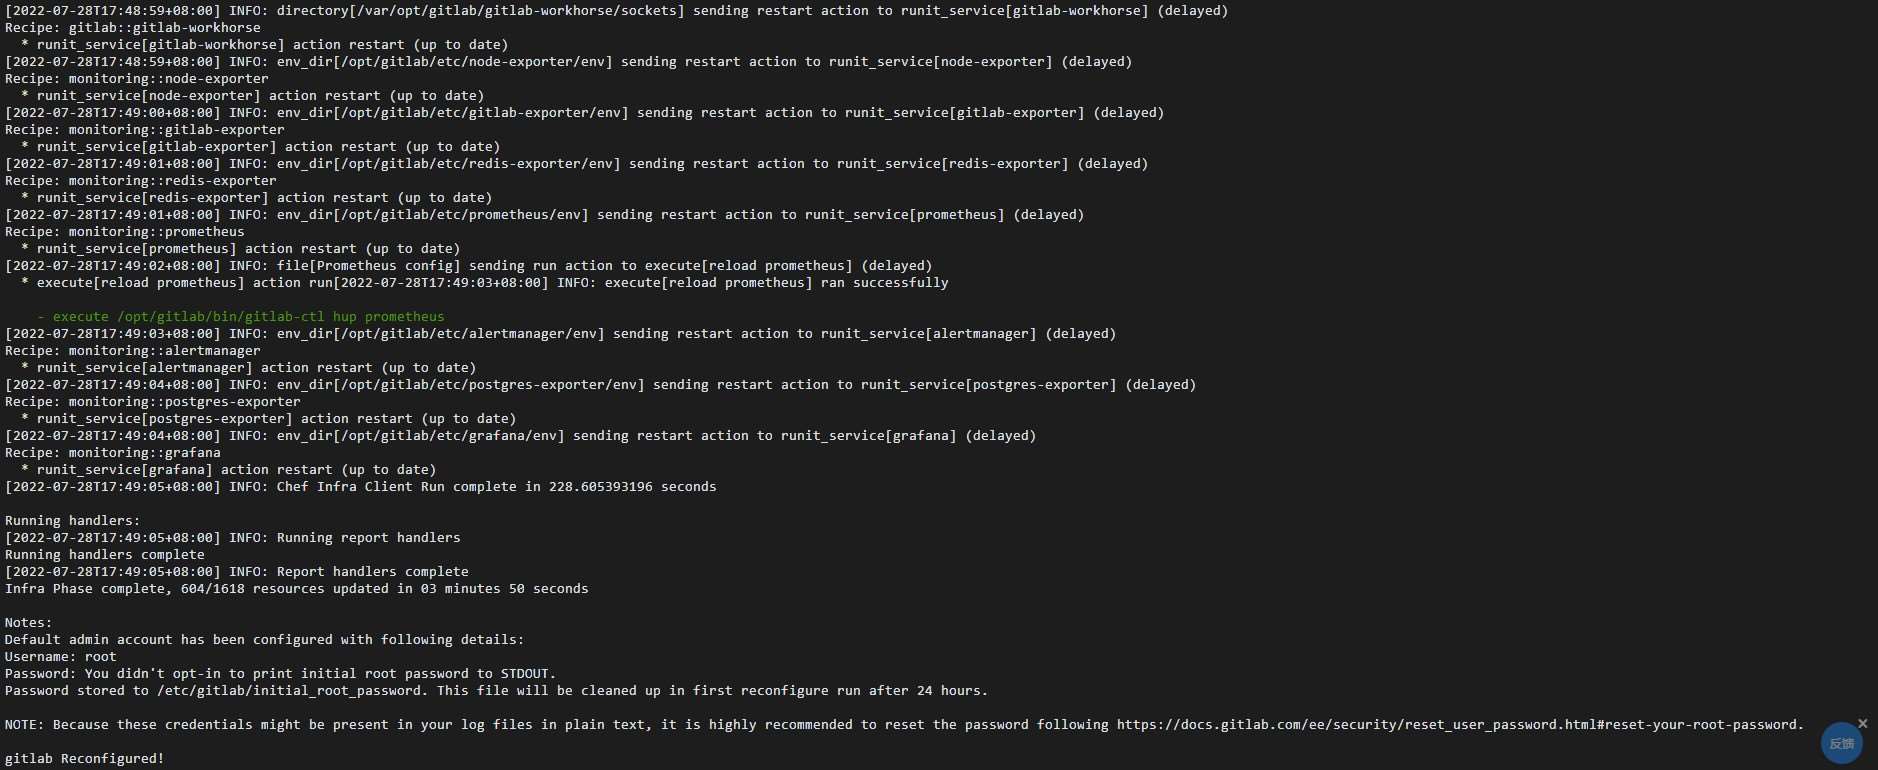 [2022-07-28T17:48:59+08:00] INFO: directory[/var/opt/gitlab/gitlab-workhorse/sockets] sending restart action to runit_service[gitlab-workhorse] (delayed)
Recipe: gitlab::gitlab-workhorse
  * runit_service[gitlab-workhorse] action restart (up to date)
[2022-07-28T17:48:59+08:00] INFO: env_dir[/opt/gitlab/etc/node-exporter/env] sending restart action to runit_service[node-exporter] (delayed)
Recipe: monitoring::node-exporter
  * runit_service[node-exporter] action restart (up to date)
[2022-07-28T17:49:00+08:00] INFO: env_dir[/opt/gitlab/etc/gitlab-exporter/env] sending restart action to runit_service[gitlab-exporter] (delayed)
Recipe: monitoring::gitlab-exporter
  * runit_service[gitlab-exporter] action restart (up to date)
[2022-07-28T17:49:01+08:00] INFO: env_dir[/opt/gitlab/etc/redis-exporter/env] sending restart action to runit_service[redis-exporter] (delayed)
Recipe: monitoring::redis-exporter
  * runit_service[redis-exporter] action restart (up to date)
[2022-07-28T17:49:01+08:00] INFO: env_dir[/opt/gitlab/etc/prometheus/env] sending restart action to runit_service[prometheus] (delayed)
Recipe: monitoring::prometheus
  * runit_service[prometheus] action restart (up to date)
[2022-07-28T17:49:02+08:00] INFO: file[Prometheus config] sending run action to execute[reload prometheus] (delayed)
  * execute[reload prometheus] action run[2022-07-28T17:49:03+08:00] INFO: execute[reload prometheus] ran successfully
    - execute /opt/gitlab/bin/gitlab-ctl hup prometheus
[2022-07-28T17:49:03+08:00] INFO: env_dir[/opt/gitlab/etc/alertmanager/env] sending restart action to runit_service[alertmanager] (delayed)
Recipe: monitoring::alertmanager
  * runit_service[alertmanager] action restart (up to date)
[2022-07-28T17:49:04+08:00] INFO: env_dir[/opt/gitlab/etc/postgres-exporter/env] sending restart action to runit_service[postgres-exporter] (delayed)
Recipe: monitoring::postgres-exporter
  * runit_service[postgres-exporter] action restart (up to date)
[2022-07-28T17:49:04+08:00] INFO: env_dir[/opt/gitlab/etc/grafana/env] sending restart action to runit_service[grafana] (delayed)
Recipe: monitoring::grafana
  * runit_service[grafana] action restart (up to date)
[2022-07-28T17:49:05+08:00] INFO: Chef Infra Client Run complete in 228.605393196 seconds
Running handlers:
[2022-07-28T17:49:05+08:00] INFO: Running report handlers
Running handlers complete
[2022-07-28T17:49:05+08:00] INFO: Report handlers complete
Infra Phase complete, 604/1618 resources updated in 03 minutes 50 seconds
Notes:
Default admin account has been configured with following details:
Username: root
Password: You didn't opt-in to print initial root password to STDOUT.
Password stored to /etc/gitlab/initial_root_password. This file will be cleaned up in first reconfigure run after 24 hours.
NOTE: Because these credentials might be present in your log files in plain text, it is highly recommended to reset the password following https://docs.gitlab.com/ee/security/reset_user_password.html#reset-your-root-password.
反馈
gitlab Reconfigured!